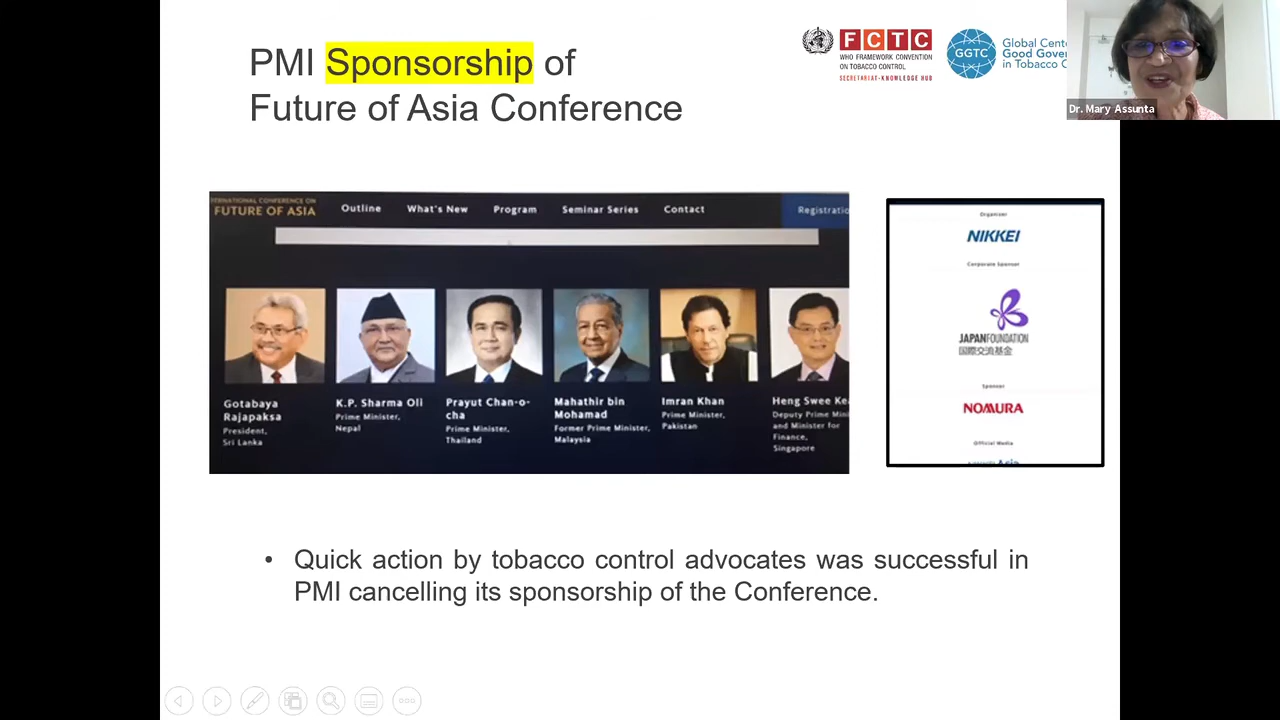 PMI Sponsorship of
Future of Asia Conference
FCTC
WHO FRAMEWORK CONVENTION
ON TOBACCO CONTROL
SECRETARIAT-KNOWLEDGE HUB
GGTC
Global Cente
Good Gover
in Tobacco C
Dr. Mary Assunta
FUTURE OF ASIA
Outline
What's New
Program
Seminar Series
Contact
Registratio
Gotabaya
Rajapaksa
President,
Sri Lanka
K.P. Sharma Oli
Prime Minister,
Nepal
Prayut Chan-o-
cha
Prime Minister,
Thailand
Mahathir bin
Mohamad
Former Prime Minister,
Malaysia
Imran Khan
Prime Minister,
Pakistan
Heng Swee Kea
Deputy Prime Mini
and Minister for
Finance,
Singapore
Organizer
NIKKEI
Corporate Sponsor
JAPANFOUNDATION
国際交流基金
Sponsor
NOMURA
Official Media
Asia
• Quick action by tobacco control advocates was successful in
PMI cancelling its sponsorship of the Conference.